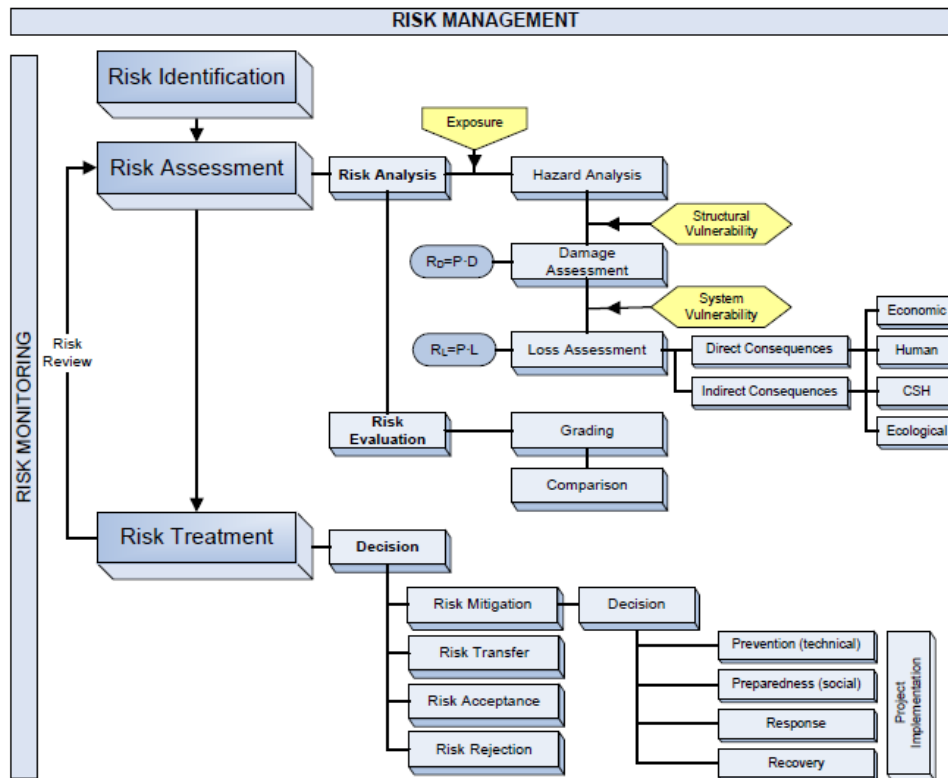 RISK MANAGEMENT
RISK MONITORING
Risk Identification
Risk Assessment
Risk Analysis
Exposure
Hazard Analysis
Structural
Vulnerability
R_D=P·D
Damage
Assessment
System
Vulnerability
R_L=P·L
Loss Assessment
Direct Consequences
Indirect Consequences
Economic
Human
CSH
Ecological
Risk
Review
Risk
Evaluation
Grading
Comparison
Risk Treatment
Decision
Risk Mitigation
Decision
Risk Transfer
Risk Acceptance
Risk Rejection
Prevention (technical)
Preparedness (social)
Response
Recovery
Project
Implementation